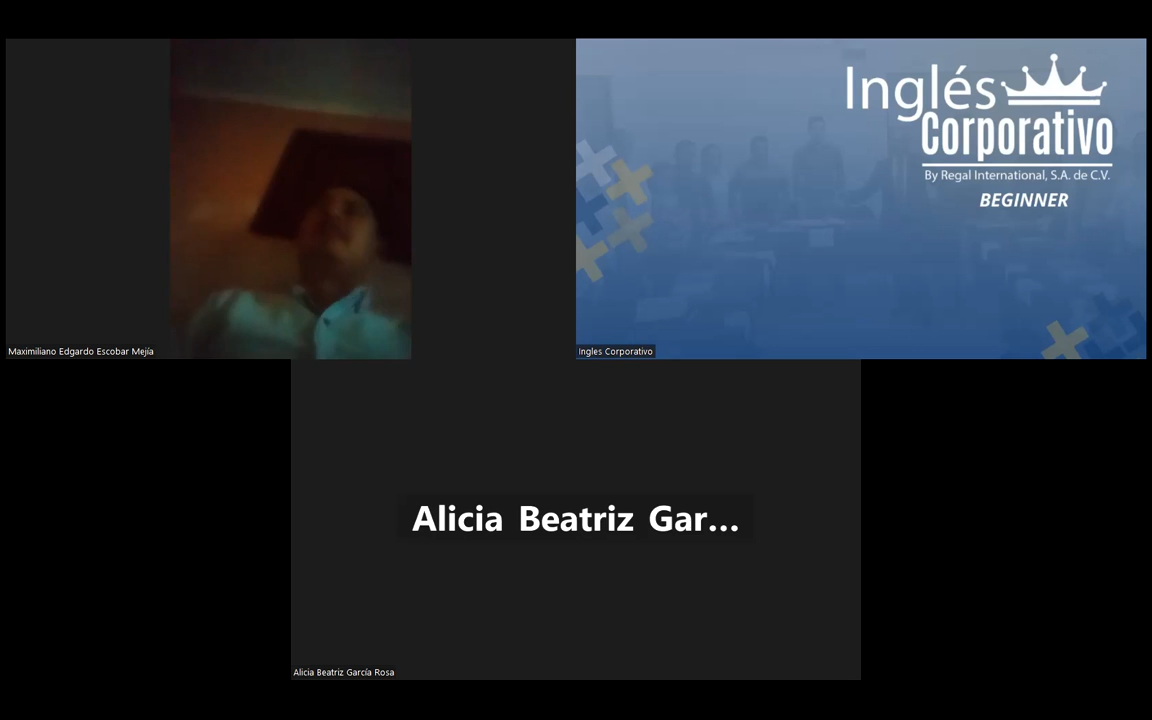 Inglés
Corporativo
By Regal International, S.A. de C.V.
BEGINNER
Maximiliano Edgardo Escobar Mejía
Ingles Corporativo
Alicia Beatriz Gar...
Alicia Beatriz García Rosa